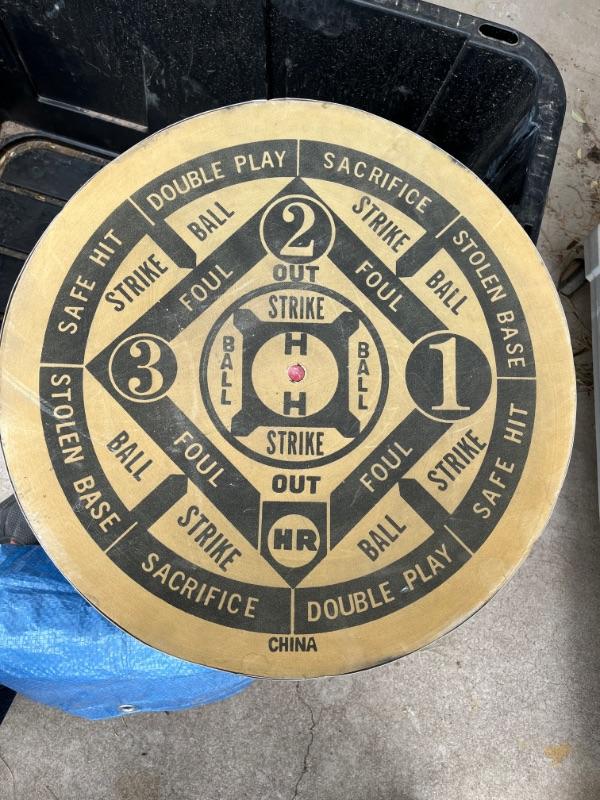 DOUBLE PLAY
SACRIFICE
SAFE HIT
STRIKE
BALL
2
STRIKE
BALL
STOLEN BASE
FOUL
OUT
FOUL
STRIKE
H
BALL
BALL
3
1
H
STRIKE
STOLEN BASE
BALL
FOUL
OUT
FOUL
STRIKE
SAFE HIT
STRIKE
HR
BALL
SACRIFICE
DOUBLE PLAY
CHINA